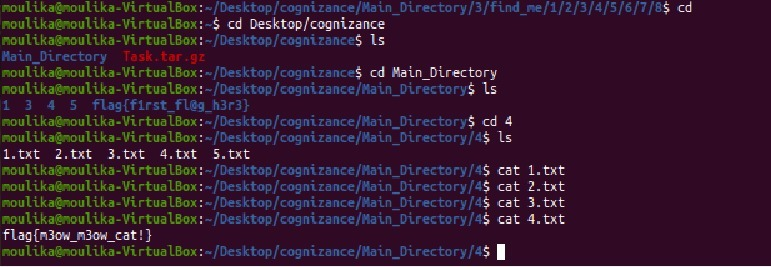 moulika@moulika-VirtualBox:~/Desktop/cognizance/Main_Directory/3/find_me/1/2/3/4/5/6/7/8$ cd
moulika@moulika-VirtualBox:~$ cd Desktop/cognizance
moulika@moulika-VirtualBox:~/Desktop/cognizance$ ls
Main_Directory  Task.tar.gz
moulika@moulika-VirtualBox:~/Desktop/cognizance$ cd Main_Directory
moulika@moulika-VirtualBox:~/Desktop/cognizance/Main_Directory$ ls
1  3  4  5  flag{f1rst_fl@g_h3r3}
moulika@moulika-VirtualBox:~/Desktop/cognizance/Main_Directory$ cd 4
moulika@moulika-VirtualBox:~/Desktop/cognizance/Main_Directory/4$ ls
1.txt  2.txt  3.txt  4.txt  5.txt
moulika@moulika-VirtualBox:~/Desktop/cognizance/Main_Directory/4$ cat 1.txt
moulika@moulika-VirtualBox:~/Desktop/cognizance/Main_Directory/4$ cat 2.txt
moulika@moulika-VirtualBox:~/Desktop/cognizance/Main_Directory/4$ cat 3.txt
moulika@moulika-VirtualBox:~/Desktop/cognizance/Main_Directory/4$ cat 4.txt
flag{m3ow_m3ow_cat!}
moulika@moulika-VirtualBox:~/Desktop/cognizance/Main_Directory/4$